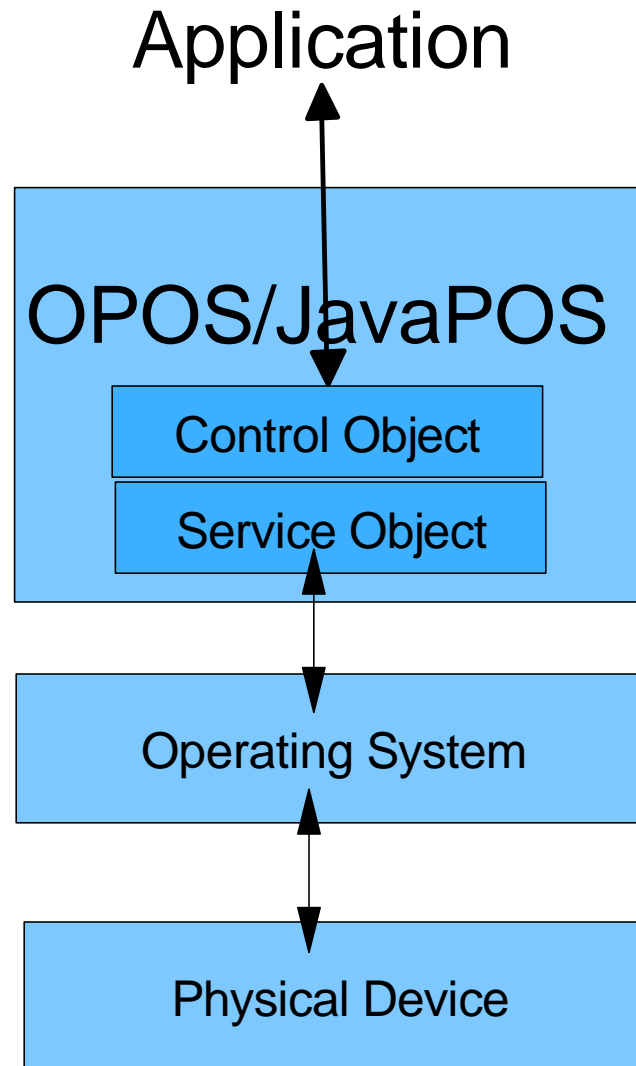 Application
OPOS/JavaPOS
Control Object
Service Object
Operating System
Physical Device